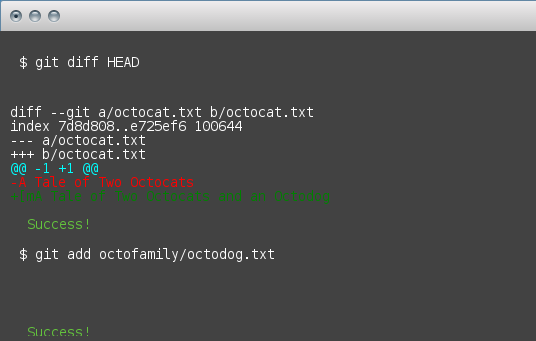 $ git diff HEAD
diff --git a/octocat.txt b/octocat.txt
index 7d8d808..e725ef6 100644
--- a/octocat.txt
+++ b/octocat.txt
@@ -1 +1 @@
-A Tale of Two Octocats
Tale of Two Octocats and an Octodog
Success!
$ git add octofamily/octodog.txt
Success!